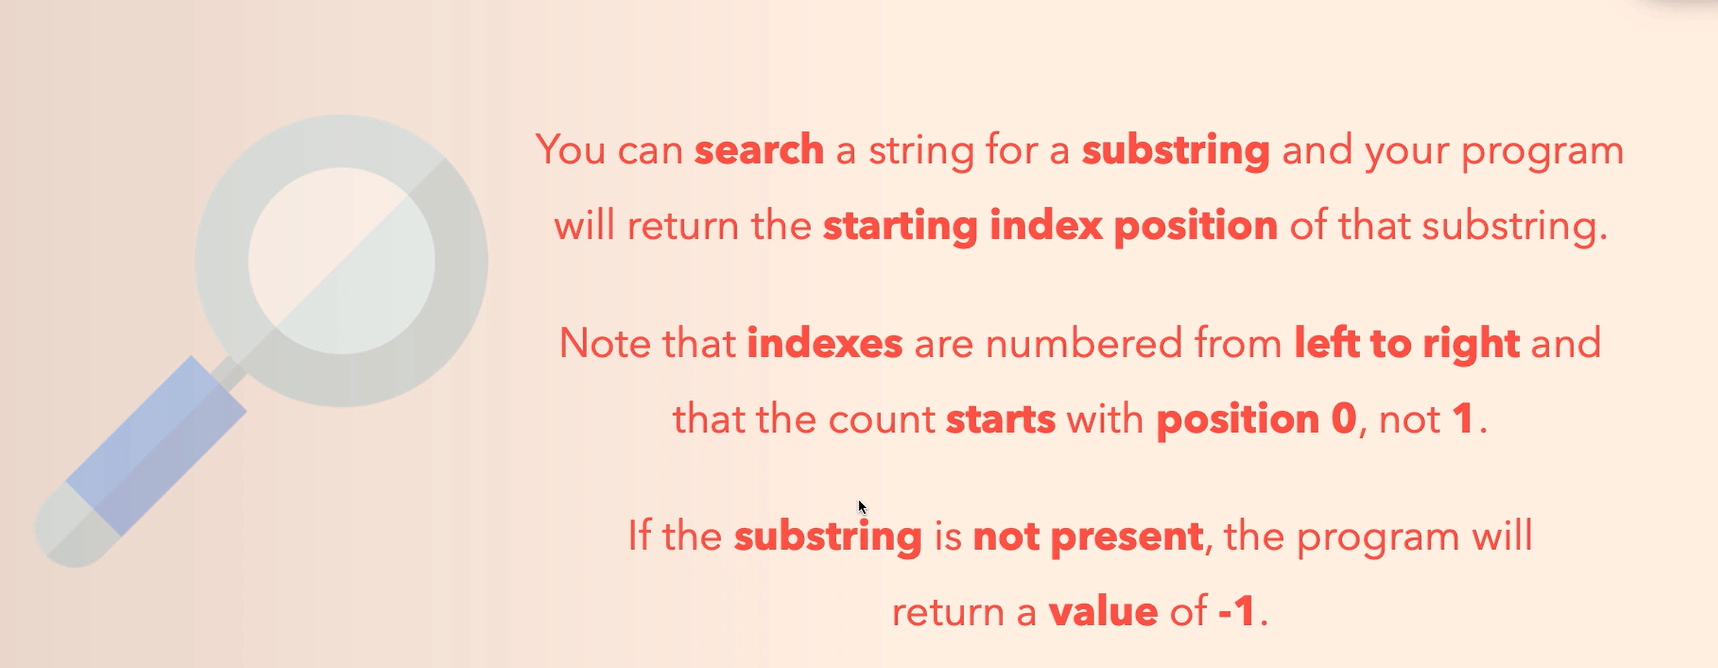 You can search a string for a substring and your program
will return the starting index position of that substring.
Note that indexes are numbered from left to right and
that the count starts with position 0, not 1.
If the substring is not present, the program will
return a value of -1.